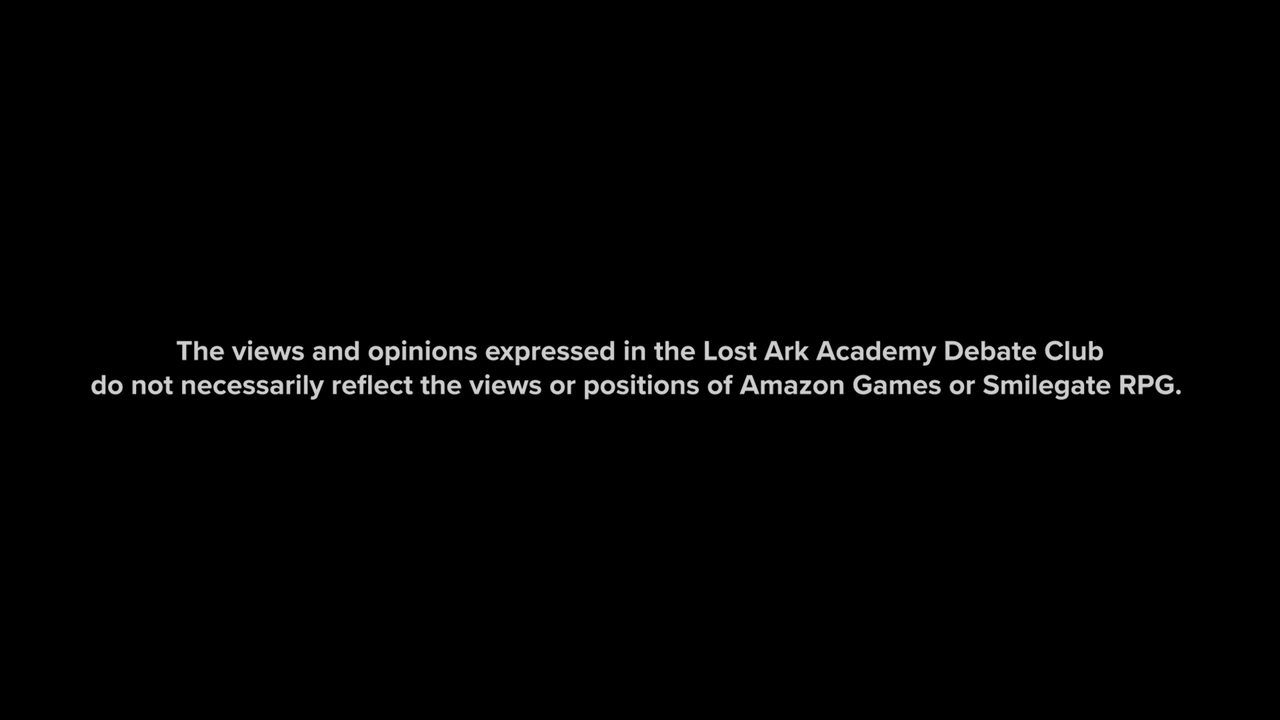 The views and opinions expressed in the Lost Ark Academy Debate Club
do not necessarily reflect the views or positions of Amazon Games or Smilegate RPG.